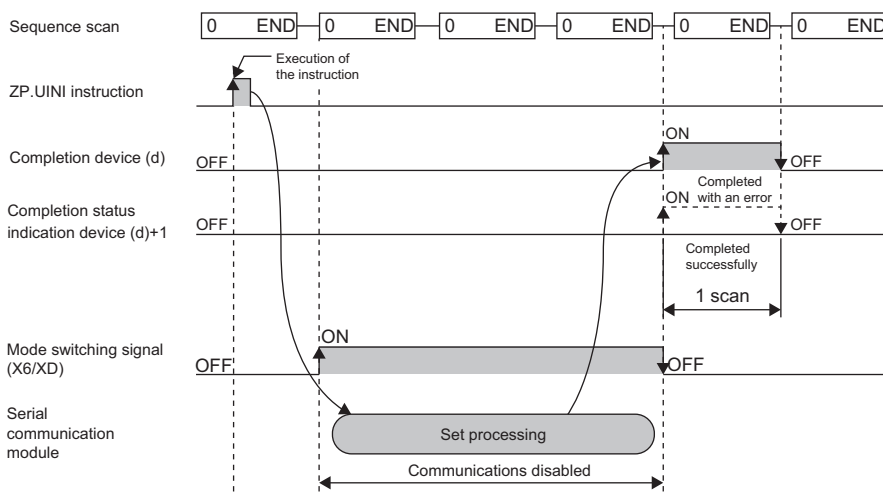 Sequence scan
0 END 0 END 0 END 0 END 0 END 0 END
Execution of
the instruction
ZP.UINI instruction
ON
Completion device (d)
OFF
OFF
Completed
with an error
Completion status
indication device (d)+1
ON
OFF
OFF
Completed
successfully
1 scan
ON
Mode switching signal
(X6/XD)
OFF
OFF
Serial
communication
module
Set processing
Communications disabled